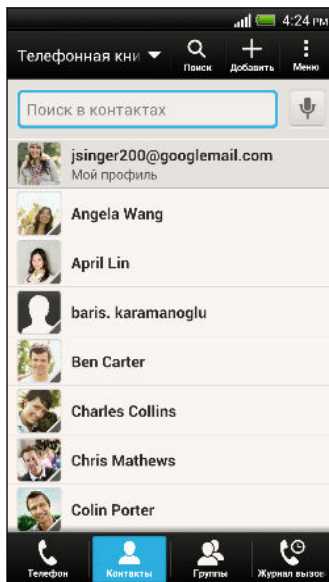 4:24 PM
Телефонная кни
Поиск
Добавить
Меню
Поиск в контактах
jsinger200@googlemail.com
Мой профиль
Angela Wang
April Lin
baris. karamanoglu
Ben Carter
Charles Collins
Chris Mathews
Colin Porter
Телефон
Контакты
Группы
Журнал вызов